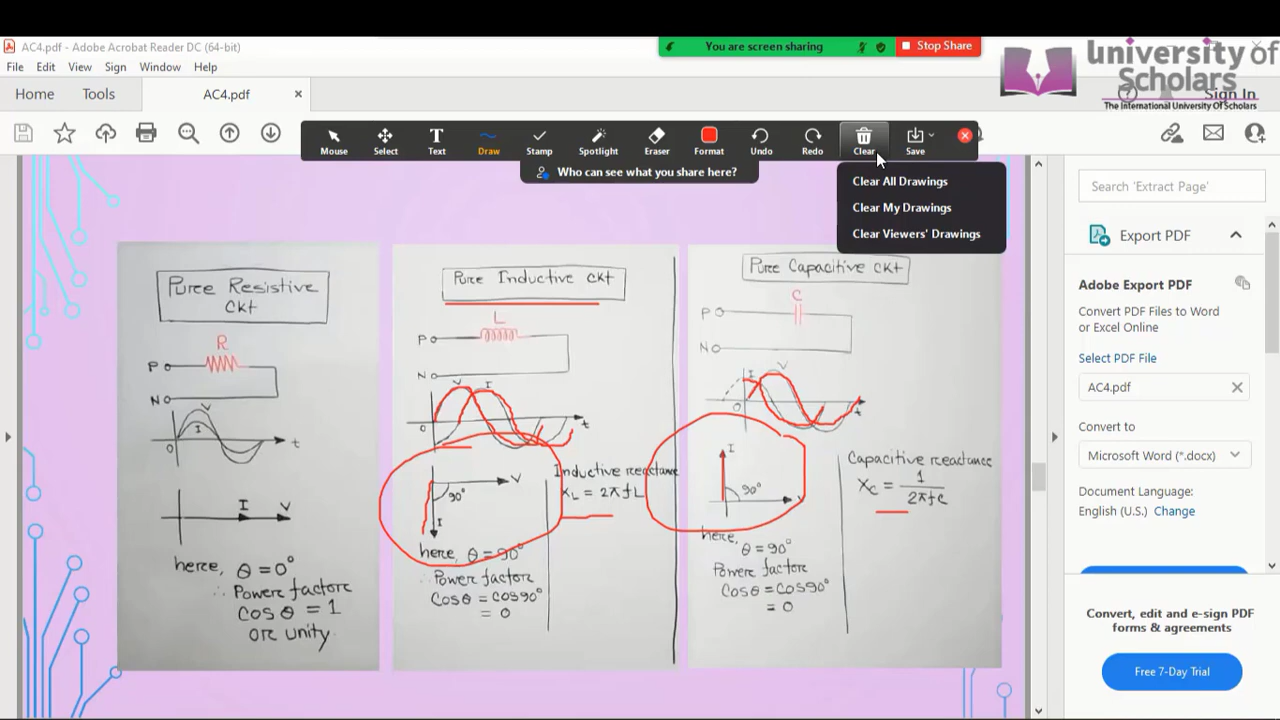 AC4.pdf - Adobe Acrobat Reader DC (64-bit)
You are screen sharing
Stop Share
university of
Scholars
The International University Of Scholars
File Edit View Sign Window Help
Home Tools AC4.pdf
Sign In
Mouse Select Text Draw Stamp Spotlight Eraser Format Undo Redo Clear Save
Who can see what you share here?
Clear All Drawings
Clear My Drawings
Clear Viewers' Drawings
Search 'Extract Page'
Export PDF
Adobe Export PDF
Convert PDF Files to Word
or Excel Online
Select PDF File
AC4.pdf
Convert to
Microsoft Word (*.docx)
Document Language:
English (U.S.) Change
Convert, edit and e-sign PDF
forms & agreements
Free 7-Day Trial
Pure Resistive
CKt
R
P
N
V
I
O
t
I V
here, θ = 0°
∴ Power factor
Cosθ = 1
or unity.
Pure Inductive CKt
L
P
N
V I
O
t
V
90°
I
Inductive reactance
XL = 2πfL
here, θ = 90°
∴ Power factor
Cosθ = Cos90°
= 0
Pure Capacitive CKt
C
P
N
I V
O
t
I
90°
V
Capacitive reactance
Xc = 1
2πfc
here,
θ = 90°
Power factor
Cosθ = Cos90°
= 0